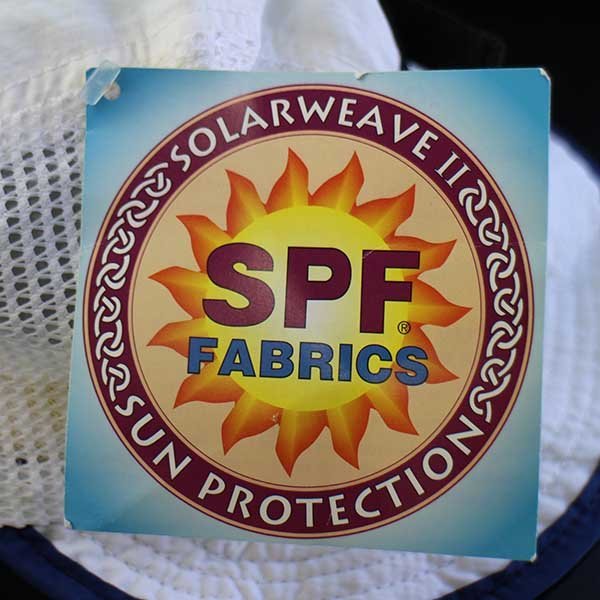 SOLARWEAVE II
SPF®
FABRICS
SUN PROTECTION